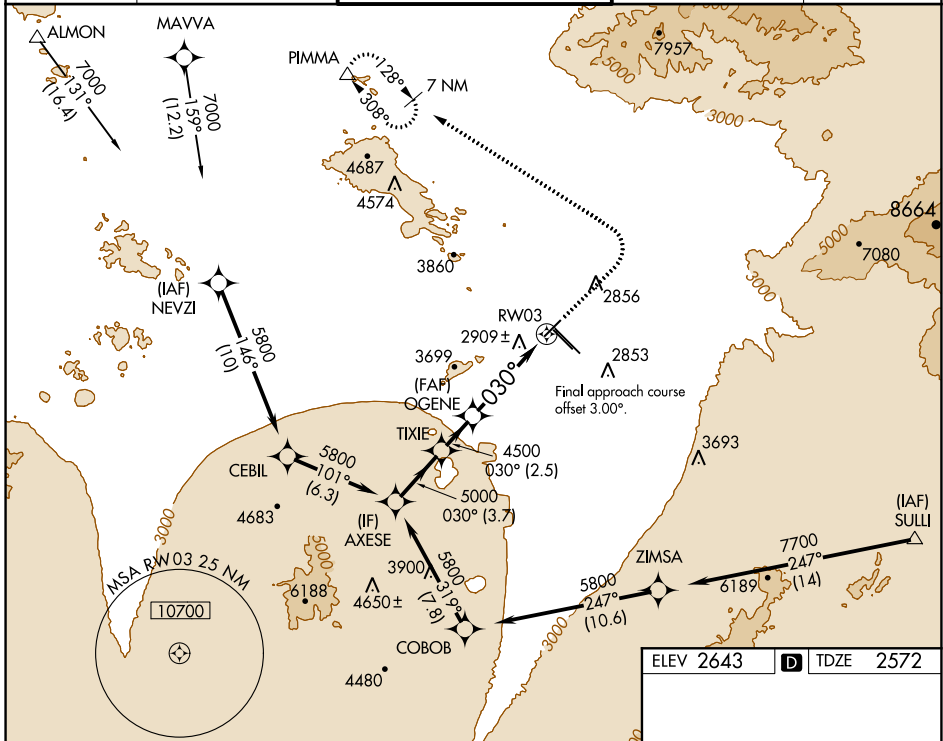 ALMON
7000
131°
(16.4)
MAVVA
7000
159°
(12.2)
PIMMA
128°
308°
7 NM
7957
5000
3000
3000
4687
4574
3860
8664
5000
7080
3000
(IAF)
NEVZI
5800
146°
(10)
2856
RW03
2909±
2853
3699
(FAF)
OGENE
030°
Final approach course
offset 3.00°.
TIXIE
4500
030° (2.5)
CEBIL
5800
101°
(6.3)
5000
030° (3.7)
3693
4683
(IF)
AXESE
3000
(IAF)
SULLI
MSA RW03 25 NM
10700
5000
6188
4650±
3900
5800
319°
(7.8)
ZIMSA
7700
247°
(14)
6189
5800
247°
(10.6)
COBOB
3000
4480
ELEV 2643 D TDZE 2572